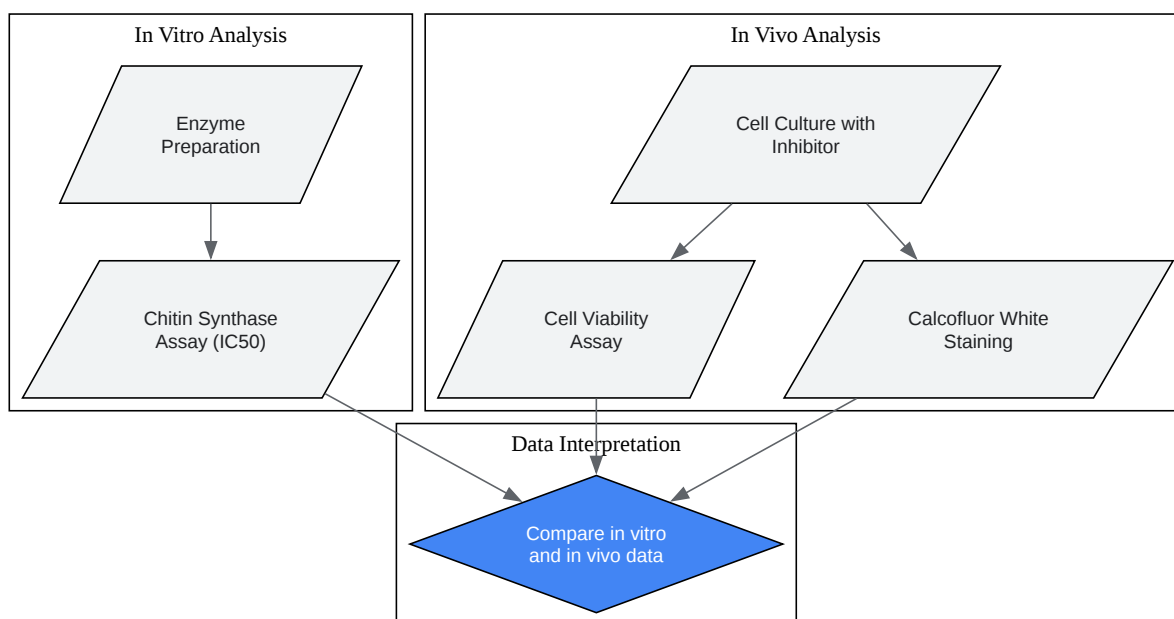 In Vitro Analysis
In Vivo Analysis
Enzyme
Preparation
Cell Culture with
Inhibitor
Chitin Synthase
Assay (IC50)
Cell Viability
Assay
Calcofluor White
Staining
Data Interpretation
Compare in vitro
and in vivo data